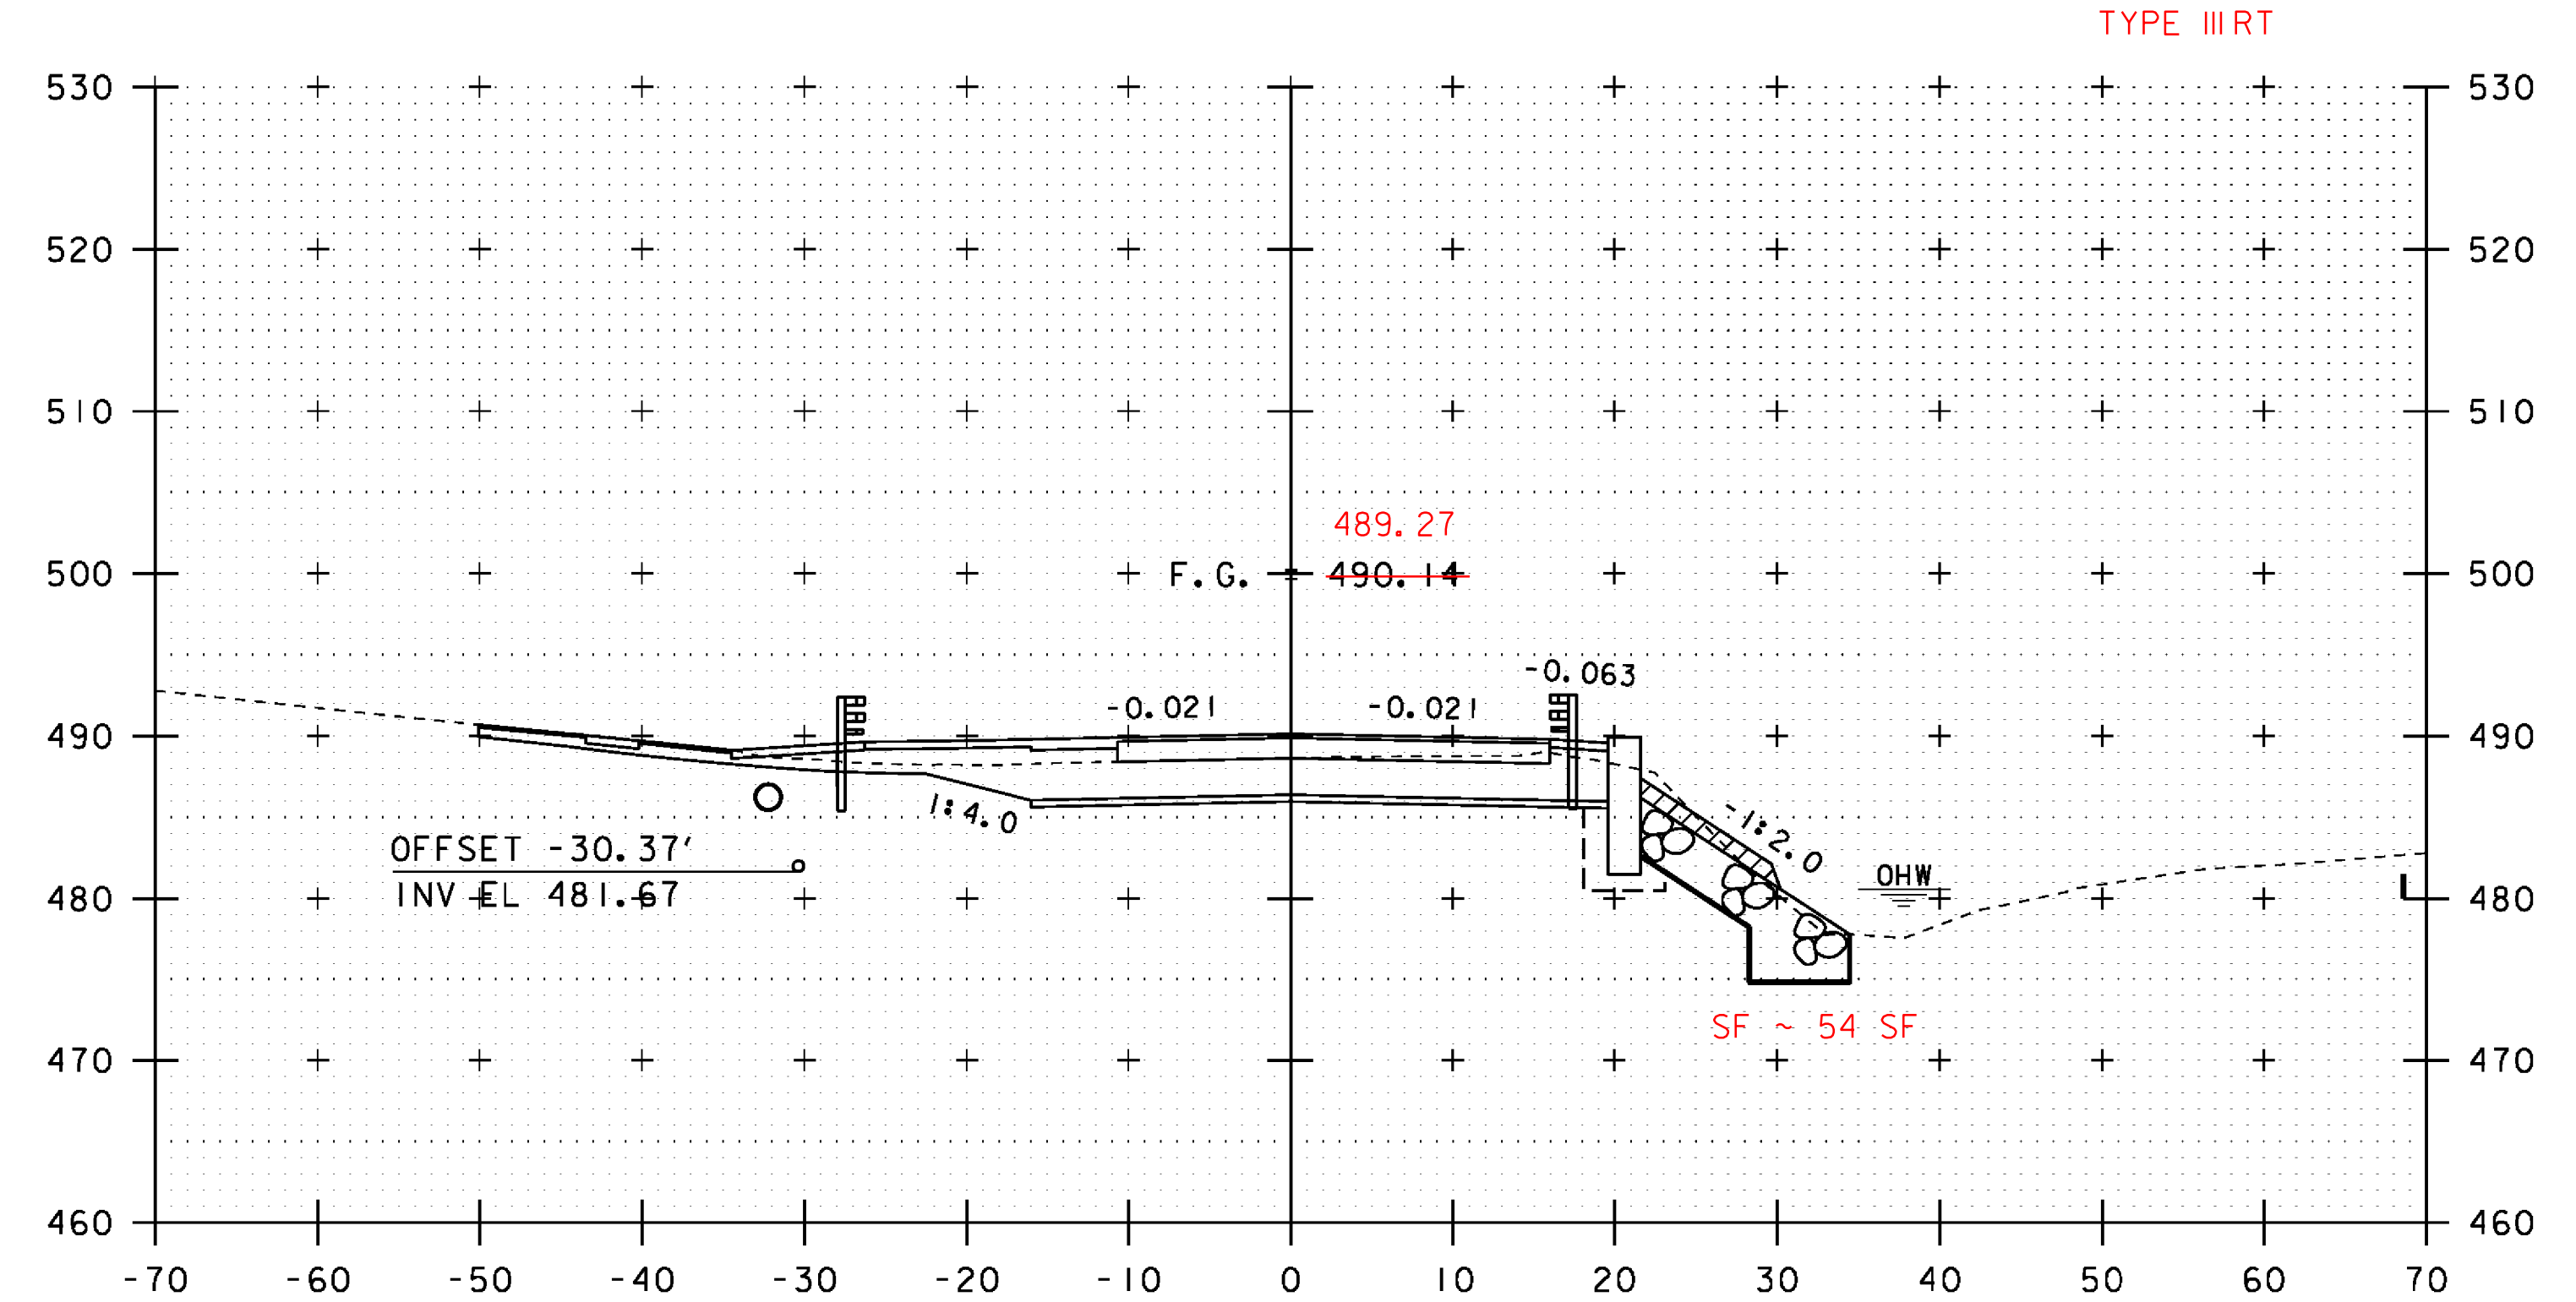 TYPE III RT
530 530
520 520
510 510
489.27
500 F.G. = 490.14 500
-0.063
-0.021 -0.021
490 490
1:4.0 -1:2.0
OFFSET -30.37'
OHW
INV EL 481.67
480 480
SF ~ 54 SF
470 470
460 460
-70 -60 -50 -40 -30 -20 -10 0 10 20 30 40 50 60 70